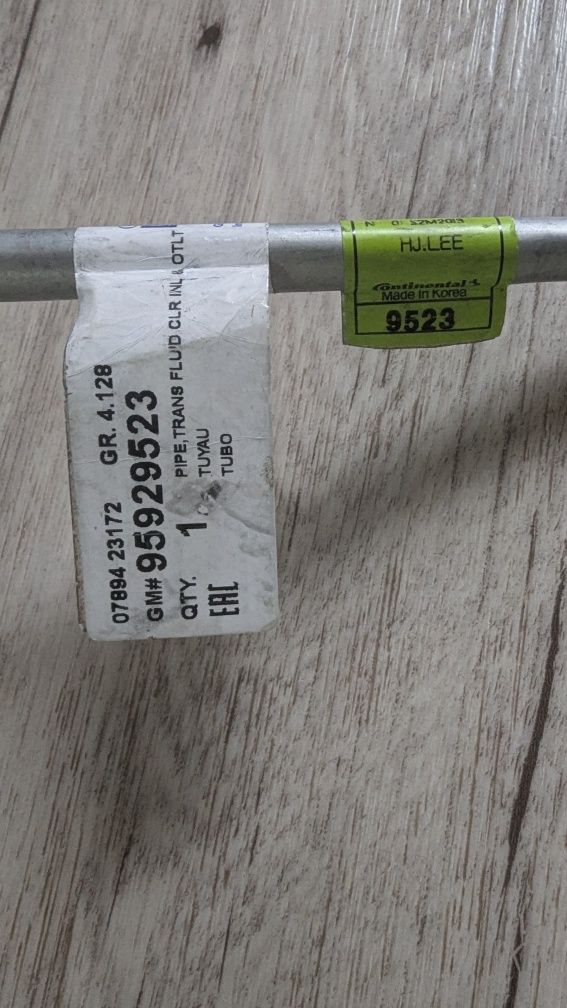 07894 23172 GR. 4.128
GM# 95929523
QTY. 1 PIPE,TRANS FLUID CLR INL & OTLT
TUYAU
TUBO
EAC
HJ.LEE
Continental
Made in Korea
9523